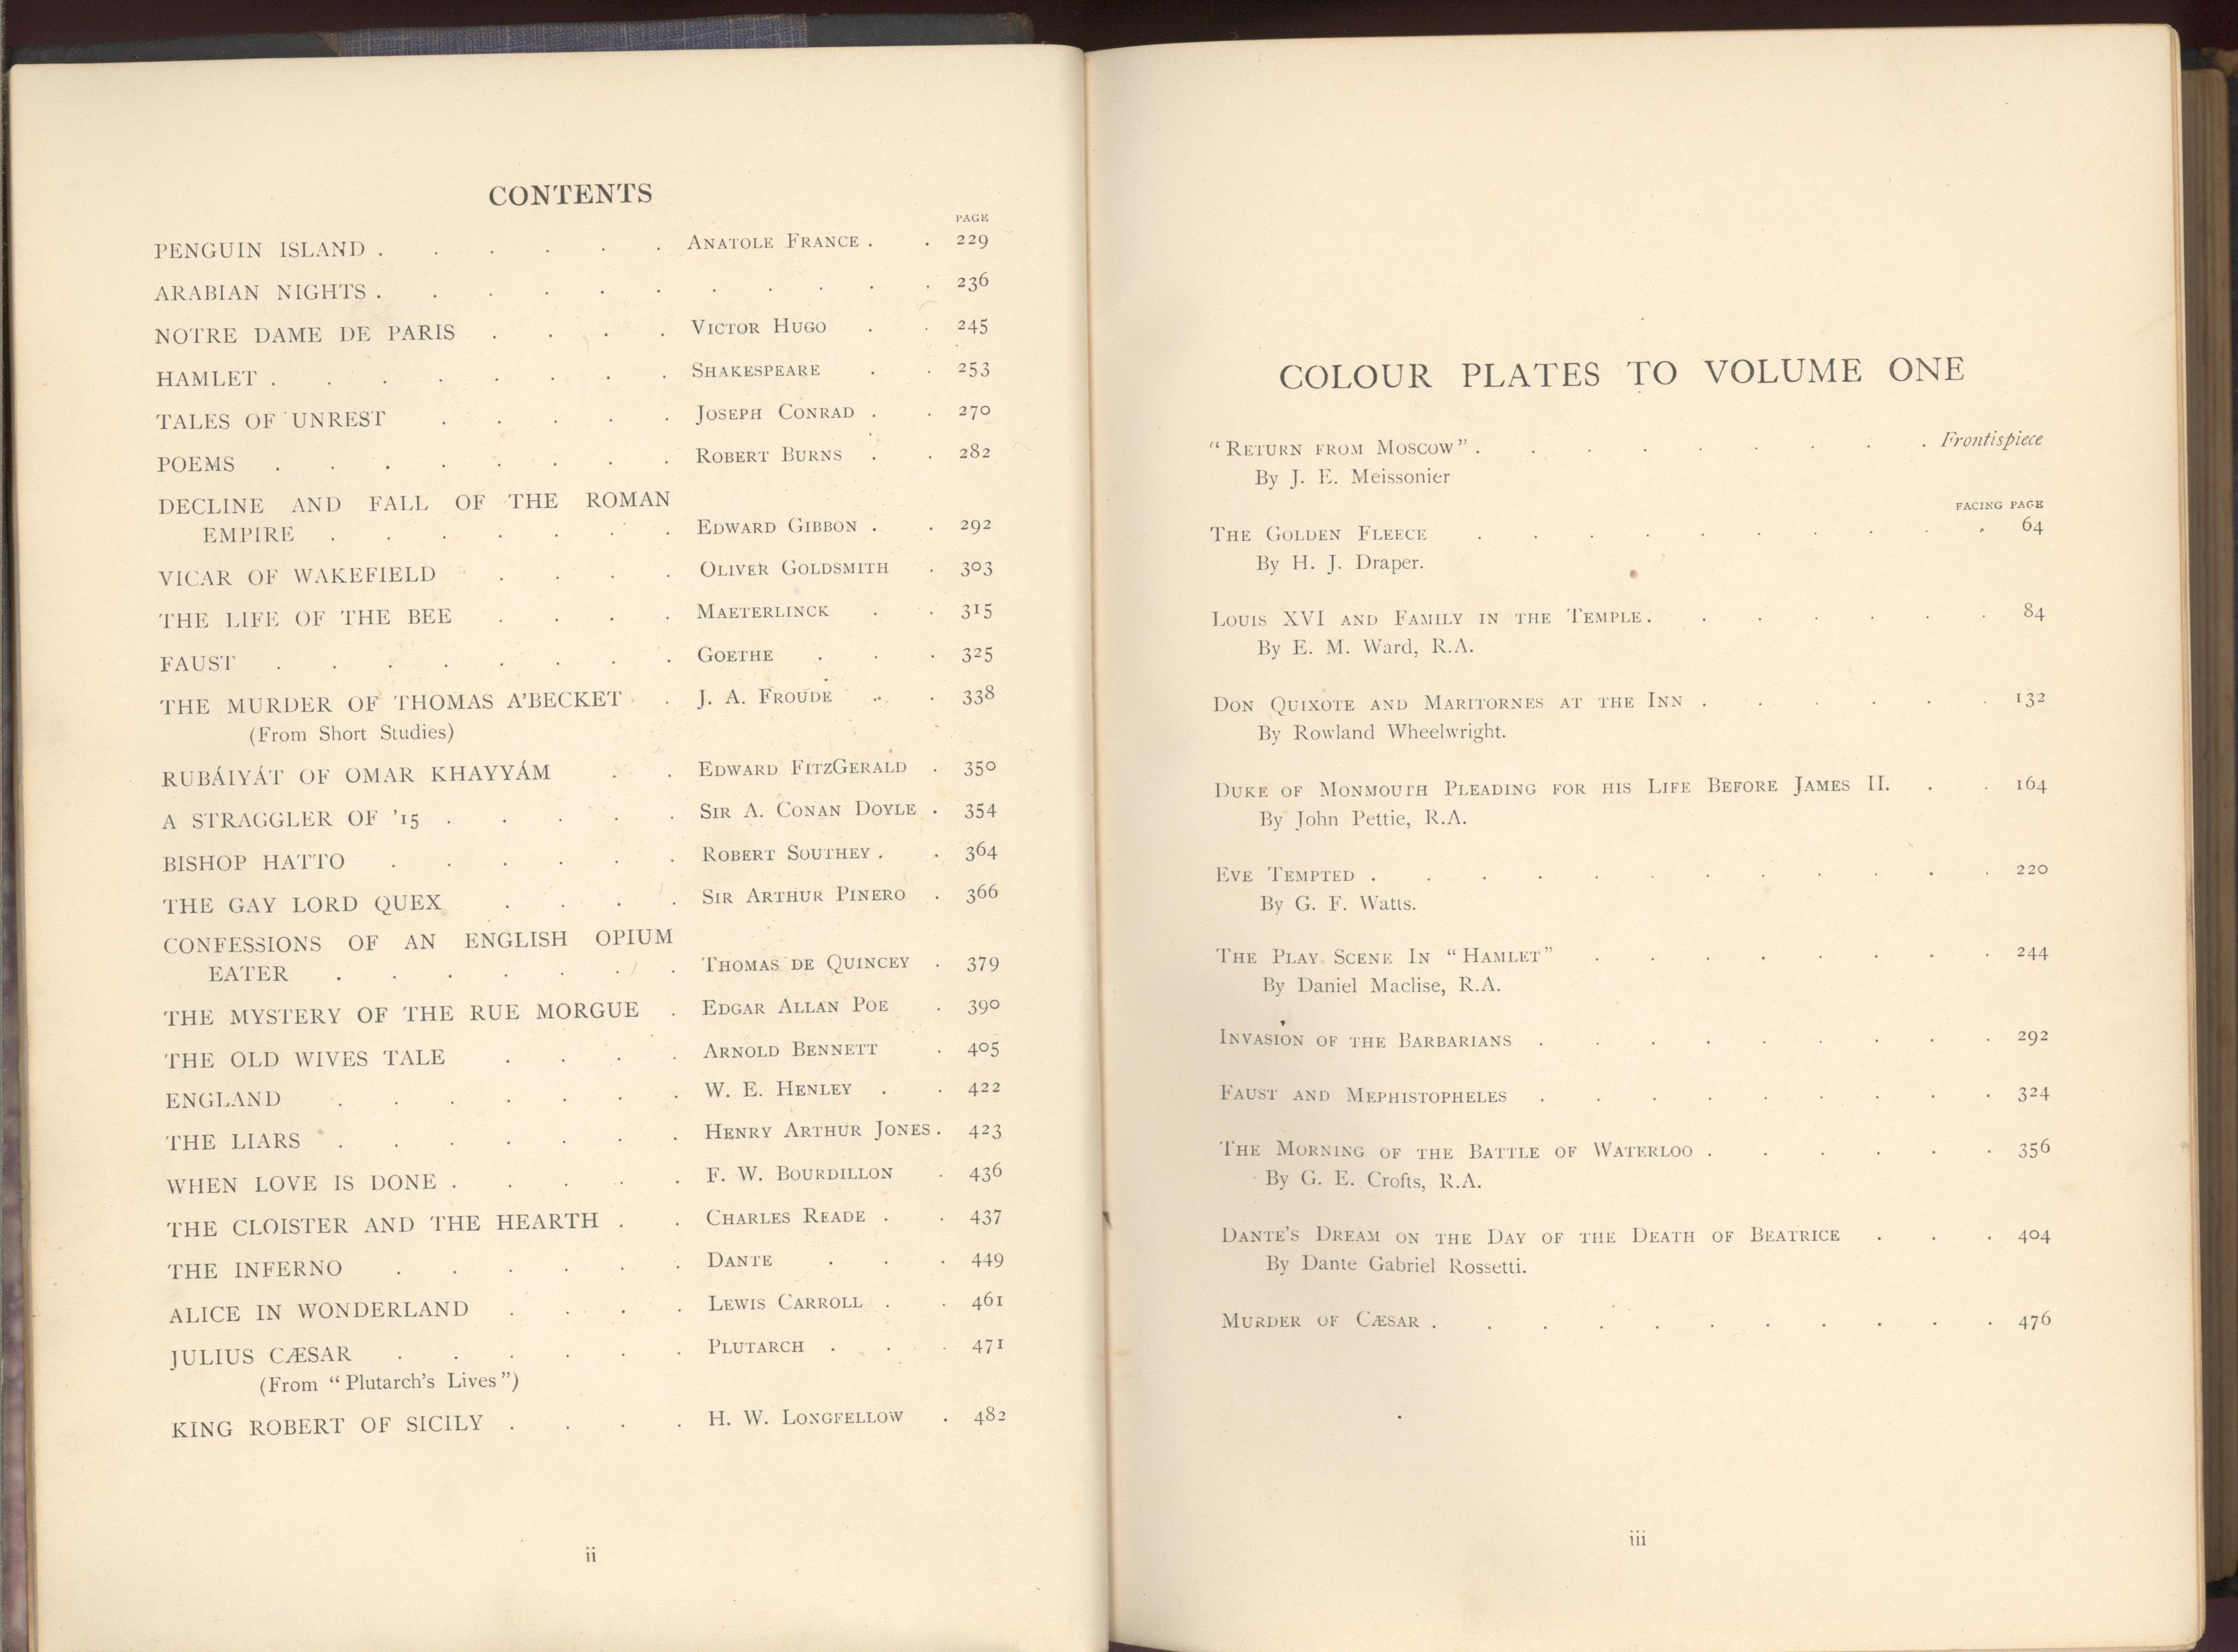 CONTENTS
PAGE
PENGUIN ISLAND . . . . . . ANATOLE FRANCE . . 229
ARABIAN NIGHTS . . . . . . . . . . . 236
NOTRE DAME DE PARIS . . . . VICTOR HUGO . . 245
HAMLET . . . . . . . . SHAKESPEARE . . 253
TALES OF UNREST . . . . . JOSEPH CONRAD . . 270
POEMS . . . . . . . . ROBERT BURNS . . 282
DECLINE AND FALL OF THE ROMAN
EMPIRE . . . . . . . EDWARD GIBBON . . 292
VICAR OF WAKEFIELD . . . . OLIVER GOLDSMITH . 303
THE LIFE OF THE BEE . . . . MAETERLINCK . . 315
FAUST . . . . . . . . GOETHE . . . 325
THE MURDER OF THOMAS A'BECKET . J. A. FROUDE . . 338
(From Short Studies)
RUBÁIYÁT OF OMAR KHAYYÁM . . EDWARD FITZGERALD . 350
A STRAGGLER OF '15 . . . . . SIR A. CONAN DOYLE . 354
BISHOP HATTO . . . . . . ROBERT SOUTHEY . . 364
THE GAY LORD QUEX . . . . SIR ARTHUR PINERO . 366
CONFESSIONS OF AN ENGLISH OPIUM
EATER . . . . . . . THOMAS DE QUINCEY . 379
THE MYSTERY OF THE RUE MORGUE . EDGAR ALLAN POE . 390
THE OLD WIVES TALE . . . . ARNOLD BENNETT . 405
ENGLAND . . . . . . . W. E. HENLEY . . 422
THE LIARS . . . . . . . HENRY ARTHUR JONES . 423
WHEN LOVE IS DONE . . . . . F. W. BOURDILLON . 436
THE CLOISTER AND THE HEARTH . . CHARLES READE . . 437
THE INFERNO . . . . . . DANTE . . . 449
ALICE IN WONDERLAND . . . . LEWIS CARROLL . . 461
JULIUS CÆSAR . . . . . . PLUTARCH . . . 471
(From "Plutarch's Lives")
KING ROBERT OF SICILY . . . . H. W. LONGFELLOW . 482
ii
COLOUR PLATES TO VOLUME ONE
"RETURN FROM MOSCOW" . . . . . . . . . Frontispiece
By J. E. Meissonier
FACING PAGE
THE GOLDEN FLEECE . . . . . . . . . . 64
By H. J. Draper.
LOUIS XVI AND FAMILY IN THE TEMPLE . . . . . . . 84
By E. M. Ward, R.A.
DON QUIXOTE AND MARITORNES AT THE INN . . . . . . 132
By Rowland Wheelwright.
DUKE OF MONMOUTH PLEADING FOR HIS LIFE BEFORE JAMES II. . . 164
By John Pettie, R.A.
EVE TEMPTED . . . . . . . . . . . . 220
By G. F. Watts.
THE PLAY SCENE IN "HAMLET" . . . . . . . . 244
By Daniel Maclise, R.A.
INVASION OF THE BARBARIANS . . . . . . . . . 292
FAUST AND MEPHISTOPHELES . . . . . . . . . 324
THE MORNING OF THE BATTLE OF WATERLOO . . . . . . 356
By G. E. Crofts, R.A.
DANTE'S DREAM ON THE DAY OF THE DEATH OF BEATRICE . . . 404
By Dante Gabriel Rossetti.
MURDER OF CÆSAR . . . . . . . . . . . 476
iii